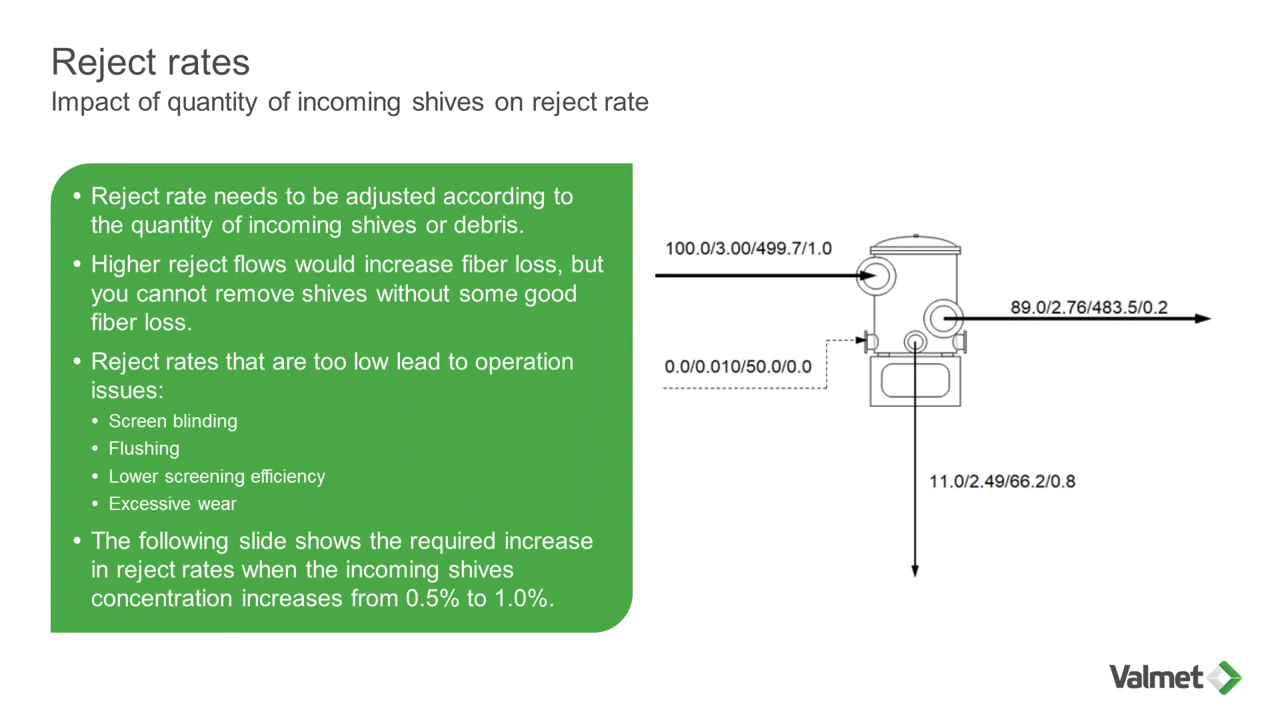 Reject rates
Impact of quantity of incoming shives on reject rate
• Reject rate needs to be adjusted according to
the quantity of incoming shives or debris.
• Higher reject flows would increase fiber loss, but
you cannot remove shives without some good
fiber loss.
• Reject rates that are too low lead to operation
issues:
• Screen blinding
• Flushing
• Lower screening efficiency
• Excessive wear
• The following slide shows the required increase
in reject rates when the incoming shives
concentration increases from 0.5% to 1.0%.
100.0/3.00/499.7/1.0
89.0/2.76/483.5/0.2
0.0/0.010/50.0/0.0
11.0/2.49/66.2/0.8
Valmet